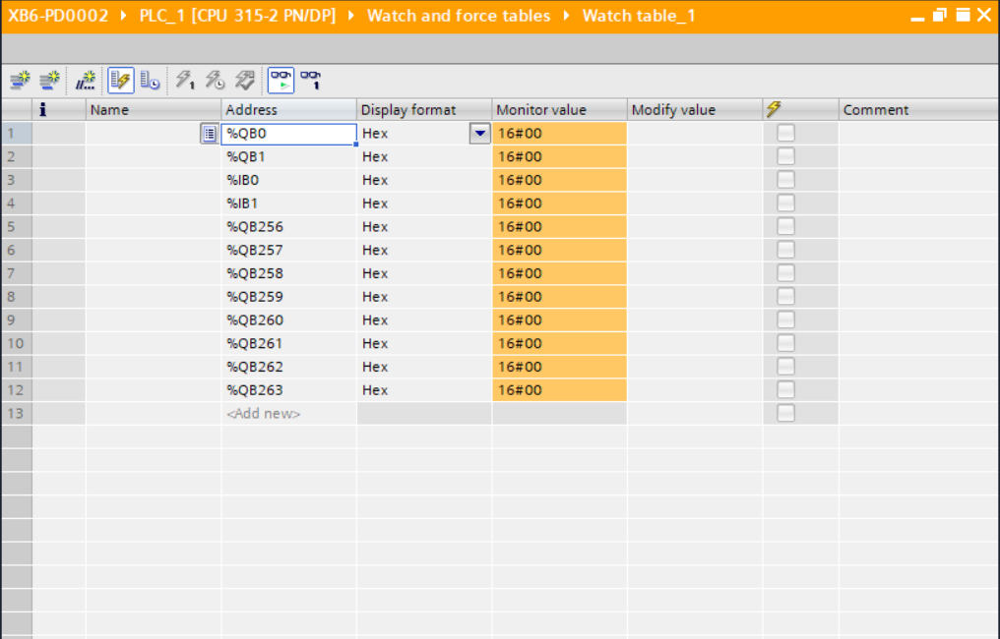 XB6-PD0002 ▸ PLC_1 [CPU 315-2 PN/DP] ▸ Watch and force tables ▸ Watch table_1
i Name Address Display format Monitor value Modify value Comment
1 %QB0 Hex 16#00
2 %QB1 Hex 16#00
3 %IB0 Hex 16#00
4 %IB1 Hex 16#00
5 %QB256 Hex 16#00
6 %QB257 Hex 16#00
7 %QB258 Hex 16#00
8 %QB259 Hex 16#00
9 %QB260 Hex 16#00
10 %QB261 Hex 16#00
11 %QB262 Hex 16#00
12 %QB263 Hex 16#00
13 <Add new>